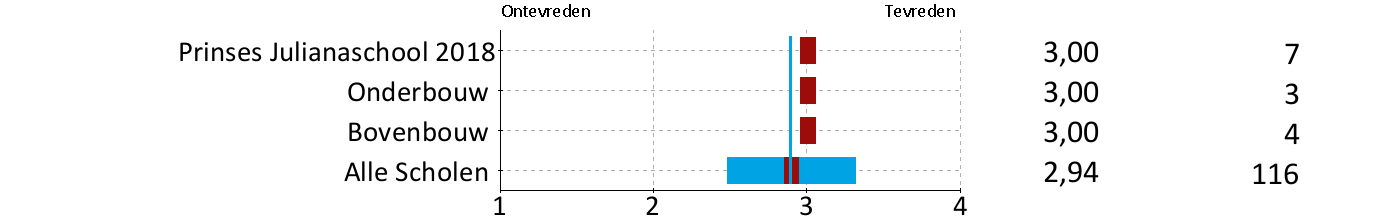 Ontevreden Tevreden
Prinses Julianaschool 2018 3,00 7
Onderbouw 3,00 3
Bovenbouw 3,00 4
Alle Scholen 2,94 116
1 2 3 4